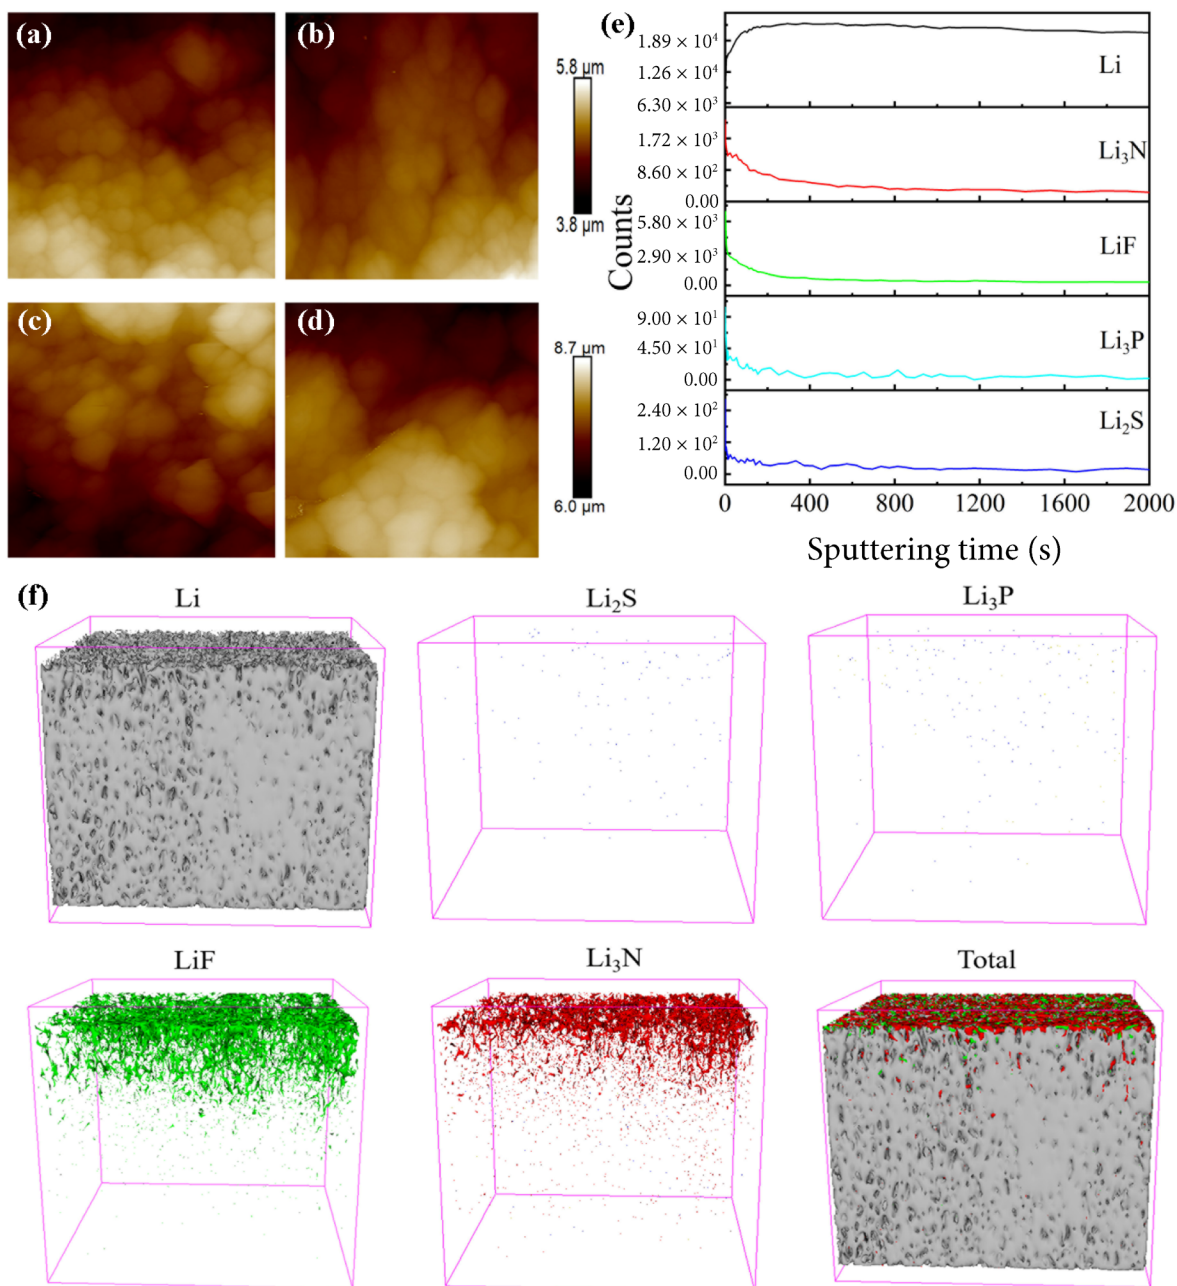 (a)
(b)
5.8 µm
3.8 µm
(c)
(d)
8.7 µm
6.0 µm
(e)
Counts
1.89 × 10⁴
1.26 × 10⁴
6.30 × 10³
Li
1.72 × 10³
8.60 × 10²
0.00
Li₃N
5.80 × 10³
2.90 × 10³
0.00
LiF
9.00 × 10¹
4.50 × 10¹
0.00
Li₃P
2.40 × 10²
1.20 × 10²
0.00
Li₂S
0 400 800 1200 1600 2000
Sputtering time (s)
(f)
Li
Li₂S
Li₃P
LiF
Li₃N
Total